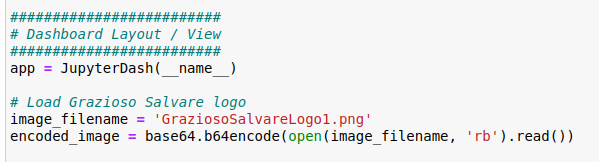 #########################
# Dashboard Layout / View
#########################
app = JupyterDash(__name__)
# Load Grazioso Salvare logo
image_filename = 'GraziosoSalvareLogo1.png'
encoded_image = base64.b64encode(open(image_filename, 'rb').read())